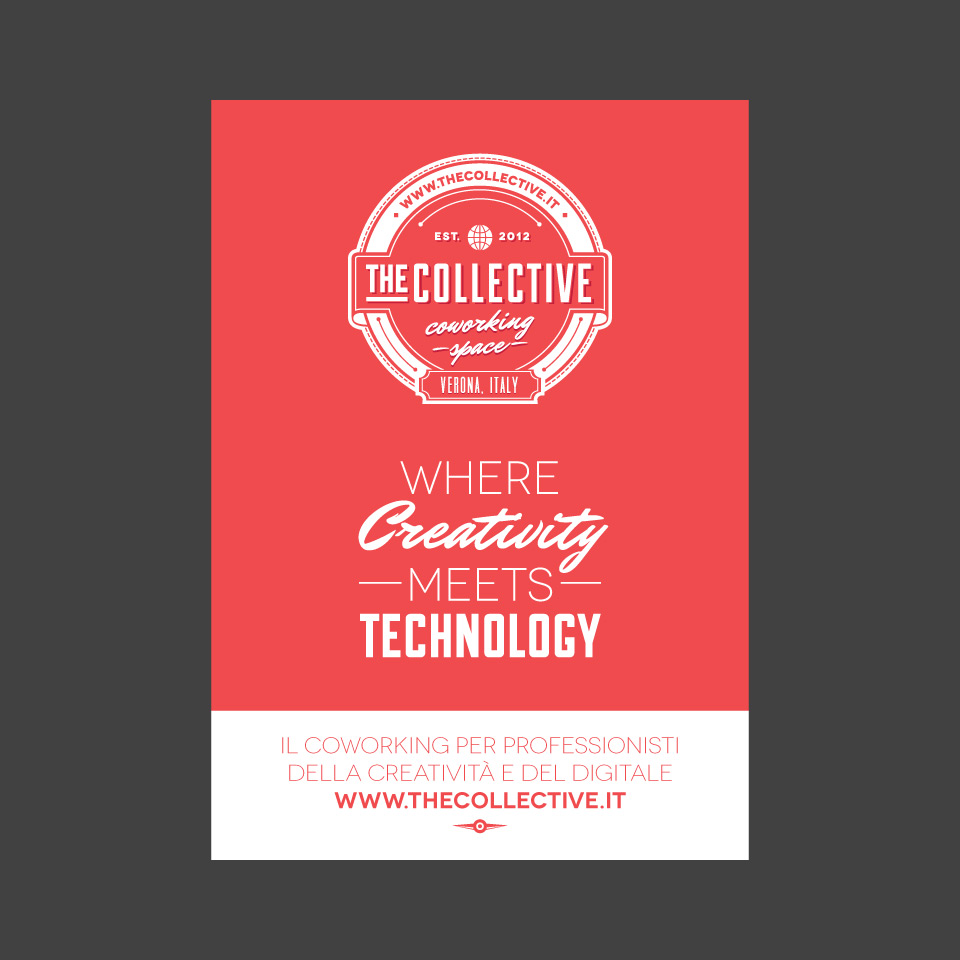 WWW.THECOLLECTIVE.IT
EST. 2012
THE COLLECTIVE
coworking
space
VERONA, ITALY
WHERE
Creativity
MEETS
TECHNOLOGY
IL COWORKING PER PROFESSIONISTI
DELLA CREATIVITÀ E DEL DIGITALE
WWW.THECOLLECTIVE.IT